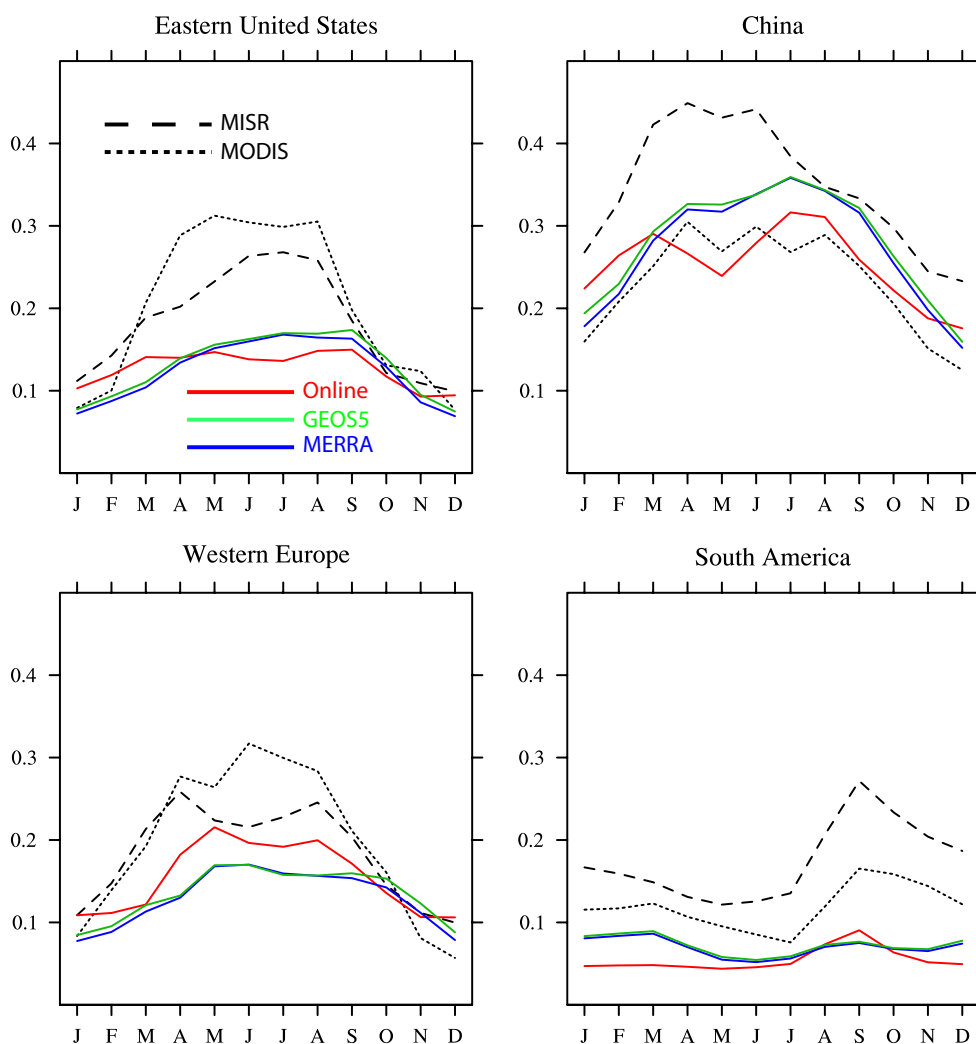 Eastern United States
China
0.4
0.3
0.2
0.1
MISR
MODIS
Online
GEOS5
MERRA
J F M A M J J A S O N D
0.4
0.3
0.2
0.1
J F M A M J J A S O N D
Western Europe
South America
0.4
0.3
0.2
0.1
J F M A M J J A S O N D
0.4
0.3
0.2
0.1
J F M A M J J A S O N D